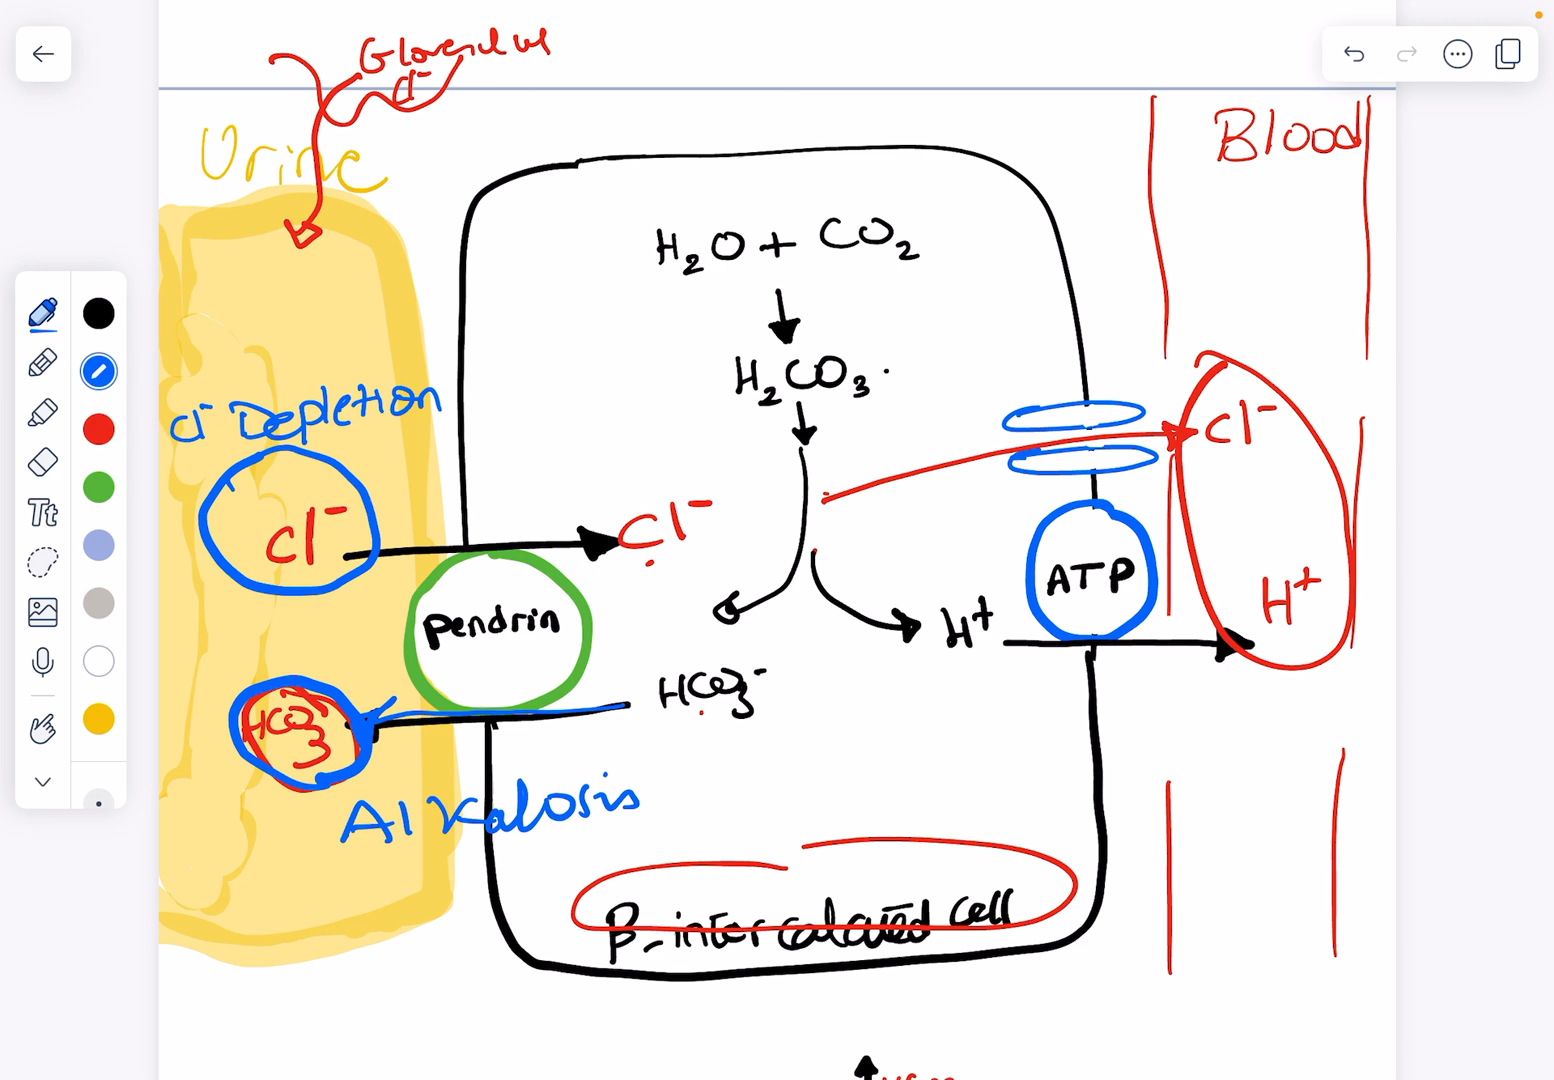 Glomerulus
Cl⁻
Urine
Blood
H₂O + CO₂
H₂CO₃
Cl⁻ Depletion
Cl⁻
Cl⁻
Cl⁻
Tt
ATP
H⁺
H⁺
Pendrin
HCO₃⁻
HCO₃
Alkalosis
β-intercalated cell